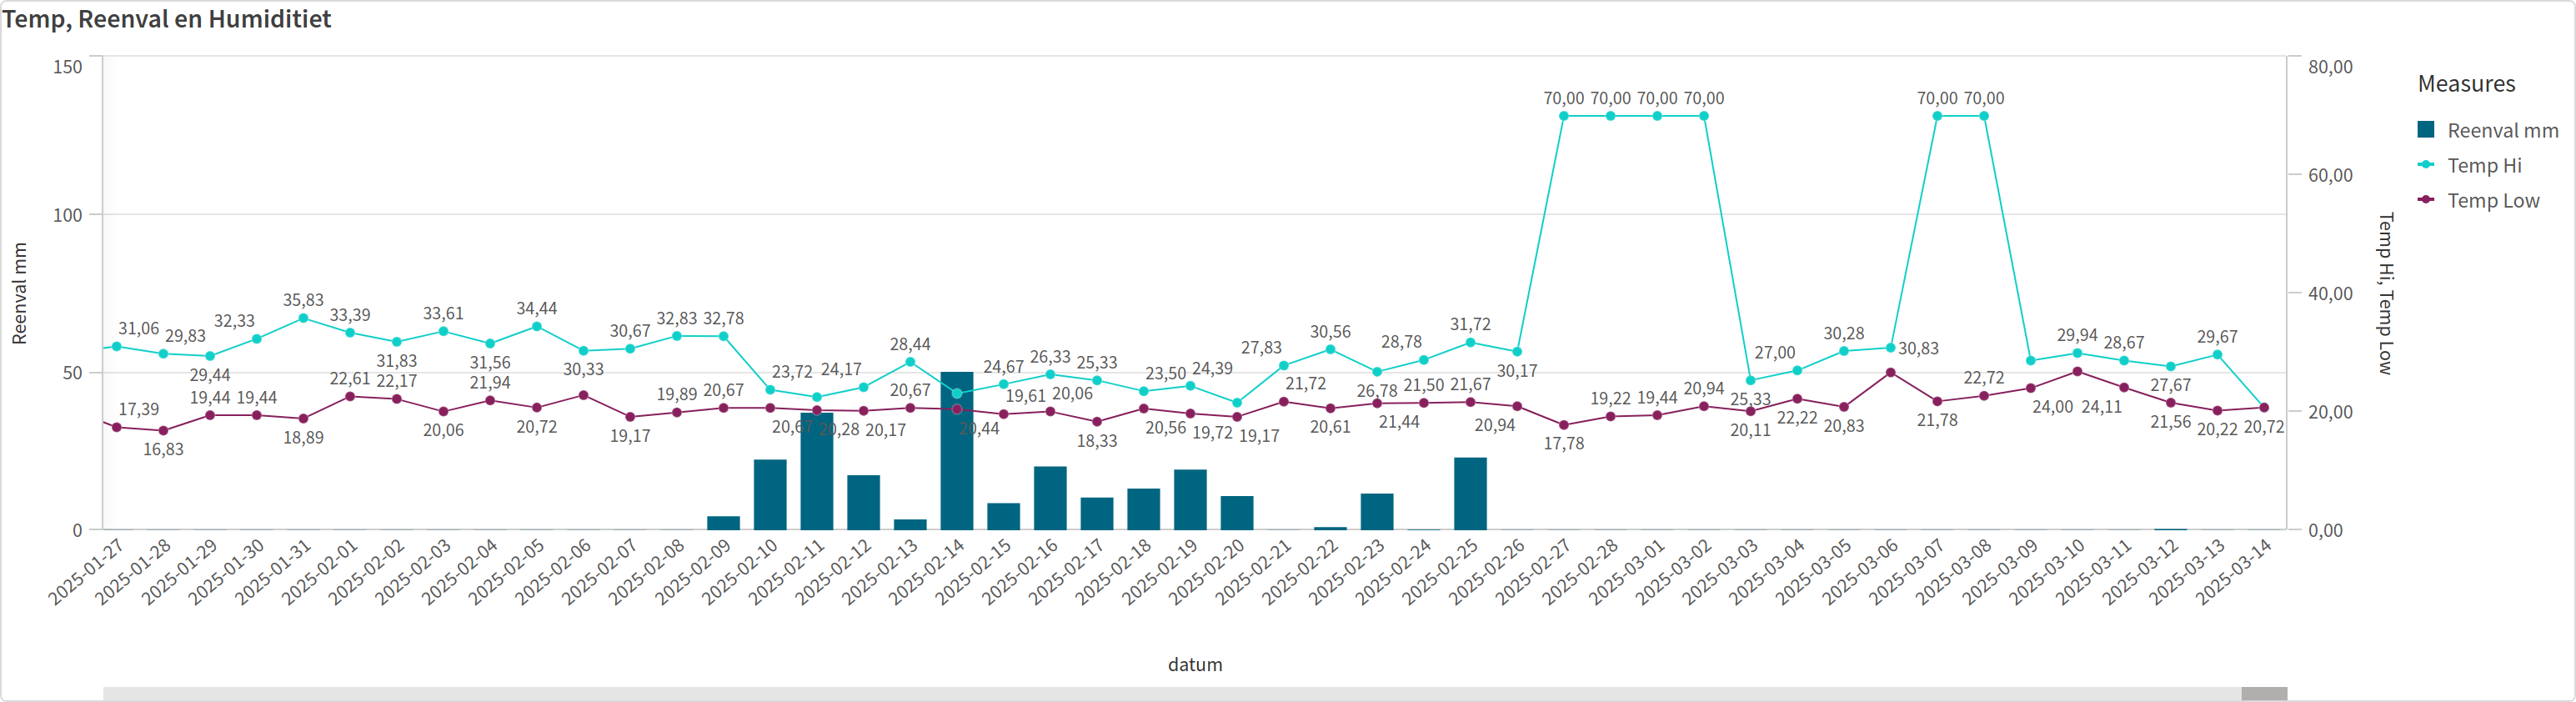 Temp, Reenval en Humiditiet
150
100
50
0
Reenval mm
80,00
60,00
40,00
20,00
0,00
Temp Hi, Temp Low
Measures
Reenval mm
Temp Hi
Temp Low
70,00 70,00 70,00 70,00 70,00 70,00
31,06 29,83 29,44 32,33 35,83 33,39 31,83 33,61 31,56 34,44 30,33 30,67 32,83 32,78 23,72 24,17 28,44 24,67 26,33 25,33 23,50 24,39 27,83 30,56 26,78 28,78 31,72 30,17 25,33 27,00 30,28 30,83 29,94 28,67 27,67 29,67
17,39 16,83 19,44 19,44 18,89 22,61 22,17 20,06 21,94 20,72 19,17 19,89 20,67 20,67 20,28 20,17 20,67 20,44 19,61 20,06 18,33 20,56 19,72 19,17 21,72 20,61 21,44 21,50 21,67 20,94 17,78 19,22 19,44 20,94 20,11 22,22 20,83 21,78 22,72 24,00 24,11 21,56 20,22 20,72
2025-01-27 2025-01-28 2025-01-29 2025-01-30 2025-01-31 2025-02-01 2025-02-02 2025-02-03 2025-02-04 2025-02-05 2025-02-06 2025-02-07 2025-02-08 2025-02-09 2025-02-10 2025-02-11 2025-02-12 2025-02-13 2025-02-14 2025-02-15 2025-02-16 2025-02-17 2025-02-18 2025-02-19 2025-02-20 2025-02-21 2025-02-22 2025-02-23 2025-02-24 2025-02-25 2025-02-26 2025-02-27 2025-02-28 2025-03-01 2025-03-02 2025-03-03 2025-03-04 2025-03-05 2025-03-06 2025-03-07 2025-03-08 2025-03-09 2025-03-10 2025-03-11 2025-03-12 2025-03-13 2025-03-14
datum